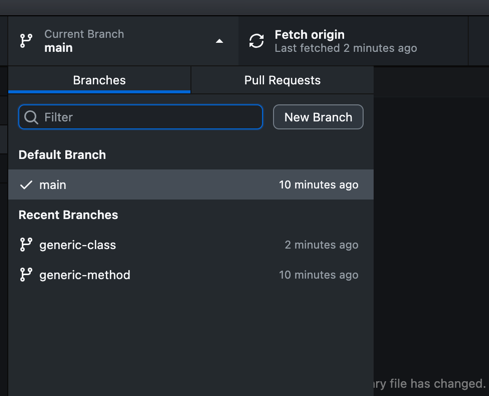 Current Branch
main
Fetch origin
Last fetched 2 minutes ago
Branches
Pull Requests
Filter
New Branch
Default Branch
main 10 minutes ago
Recent Branches
generic-class 2 minutes ago
generic-method 10 minutes ago
file has changed.